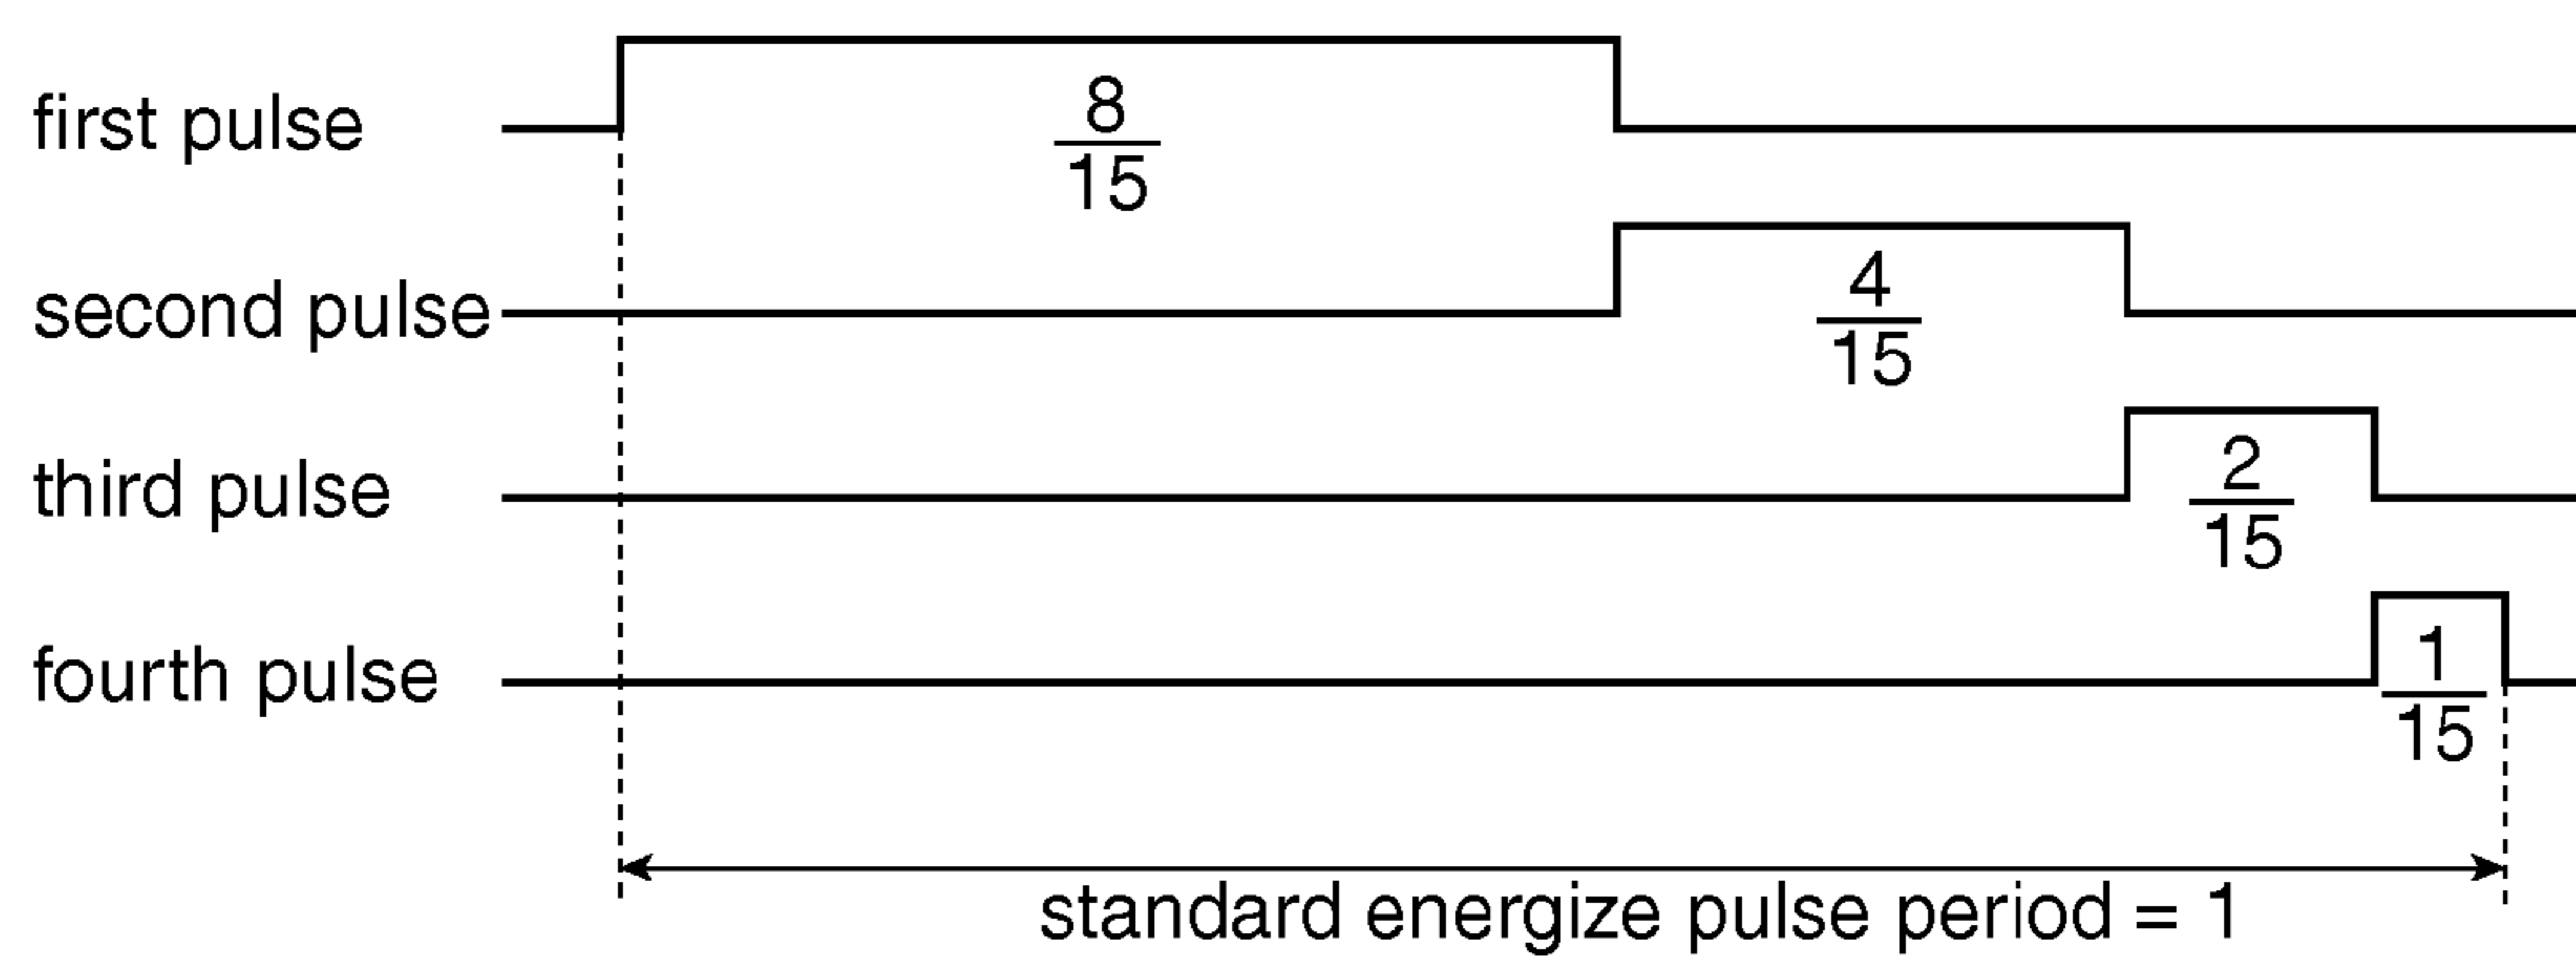 first pulse
8
15
second pulse
4
15
third pulse
2
15
fourth pulse
1
15
standard energize pulse period = 1